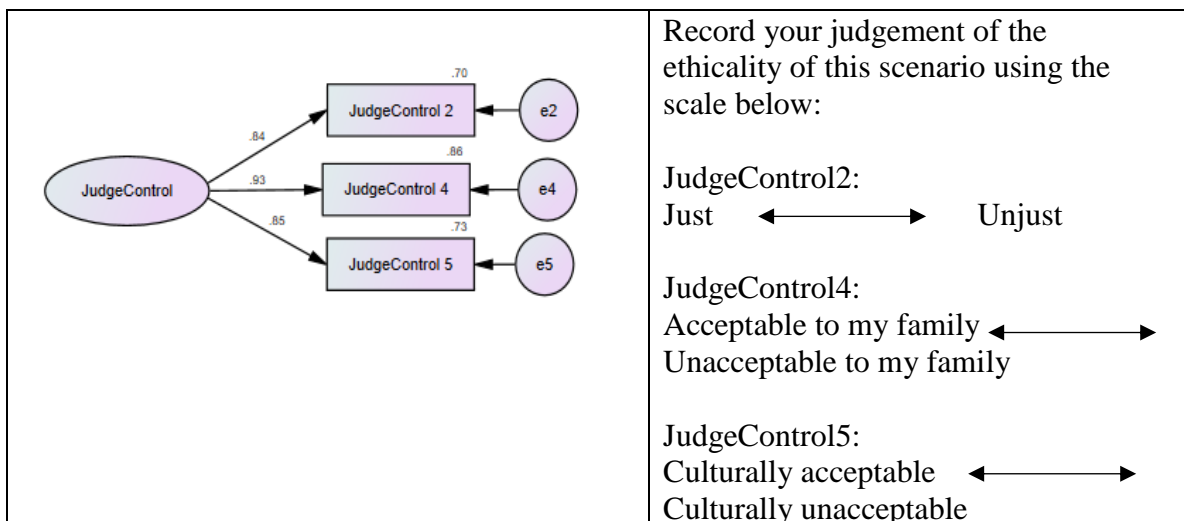 .70
JudgeControl 2
e2
.84
.86
JudgeControl
.93
JudgeControl 4
e4
.85
.73
JudgeControl 5
e5
Record your judgement of the
ethicality of this scenario using the
scale below:
JudgeControl2:
Just Unjust
JudgeControl4:
Acceptable to my family
Unacceptable to my family
JudgeControl5:
Culturally acceptable
Culturally unacceptable